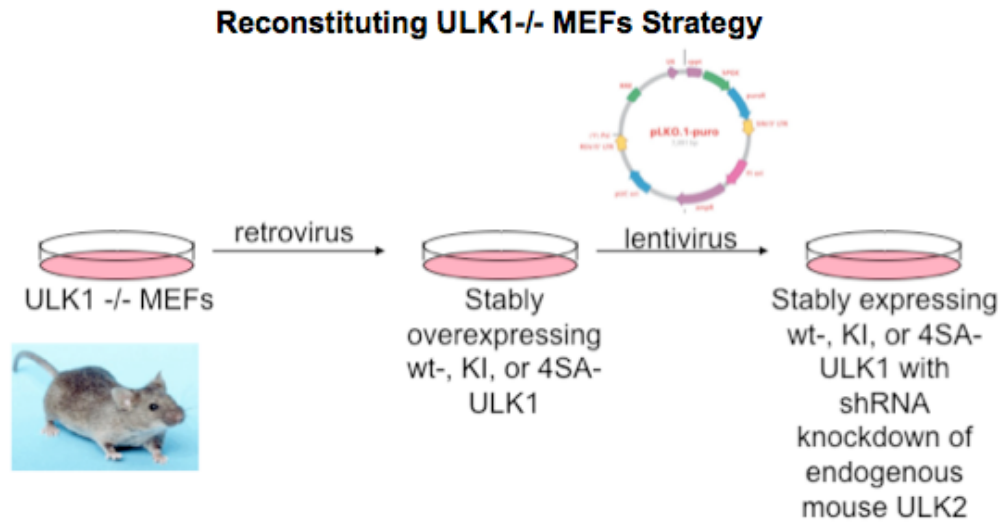 Reconstituting ULK1-/- MEFs Strategy
pLKO.1-puro
retrovirus
lentivirus
ULK1 -/- MEFs
Stably
overexpressing
wt-, KI, or 4SA-
ULK1
Stably expressing
wt-, KI, or 4SA-
ULK1 with
shRNA
knockdown of
endogenous
mouse ULK2